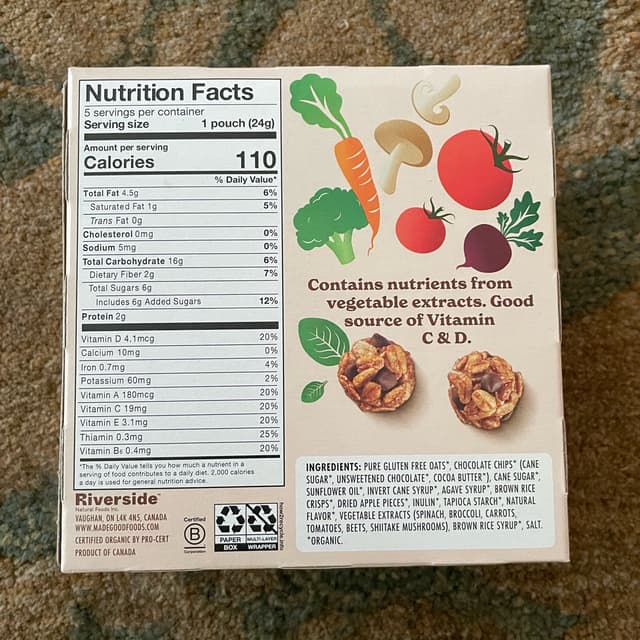 Nutrition Facts
5 servings per container
Serving size 1 pouch (24g)
Amount per serving
Calories 110
% Daily Value*
Total Fat 4.5g 6%
Saturated Fat 1g 5%
Trans Fat 0g
Cholesterol 0mg 0%
Sodium 5mg 0%
Total Carbohydrate 16g 6%
Dietary Fiber 2g 7%
Total Sugars 6g
Includes 6g Added Sugars 12%
Protein 2g
Vitamin D 4.1mcg 20%
Calcium 10mg 0%
Iron 0.7mg 4%
Potassium 60mg 2%
Vitamin A 180mcg 20%
Vitamin C 19mg 20%
Vitamin E 3.1mg 20%
Thiamin 0.3mg 25%
Vitamin B6 0.4mg 20%
*The % Daily Value tells you how much a nutrient in a
serving of food contributes to a daily diet. 2,000 calories
a day is used for general nutrition advice.
Riverside™
Natural Foods Inc.
VAUGHAN, ON L4K 4N5, CANADA
WWW.MADEGOODFOODS.COM
CERTIFIED ORGANIC BY PRO-CERT
PRODUCT OF CANADA
Certified
B
Corporation
PAPER
BOX
MULTI-LAYER
WRAPPER
how2recycle.info
Contains nutrients from
vegetable extracts. Good
source of Vitamin
C & D.
INGREDIENTS: PURE GLUTEN FREE OATS*, CHOCOLATE CHIPS* (CANE
SUGAR*, UNSWEETENED CHOCOLATE*, COCOA BUTTER*), CANE SUGAR*,
SUNFLOWER OIL*, INVERT CANE SYRUP*, AGAVE SYRUP*, BROWN RICE
CRISPS*, DRIED APPLE PIECES*, INULIN*, TAPIOCA STARCH*, NATURAL
FLAVOR*, VEGETABLE EXTRACTS (SPINACH, BROCCOLI, CARROTS,
TOMATOES, BEETS, SHIITAKE MUSHROOMS), BROWN RICE SYRUP*, SALT.
*ORGANIC.